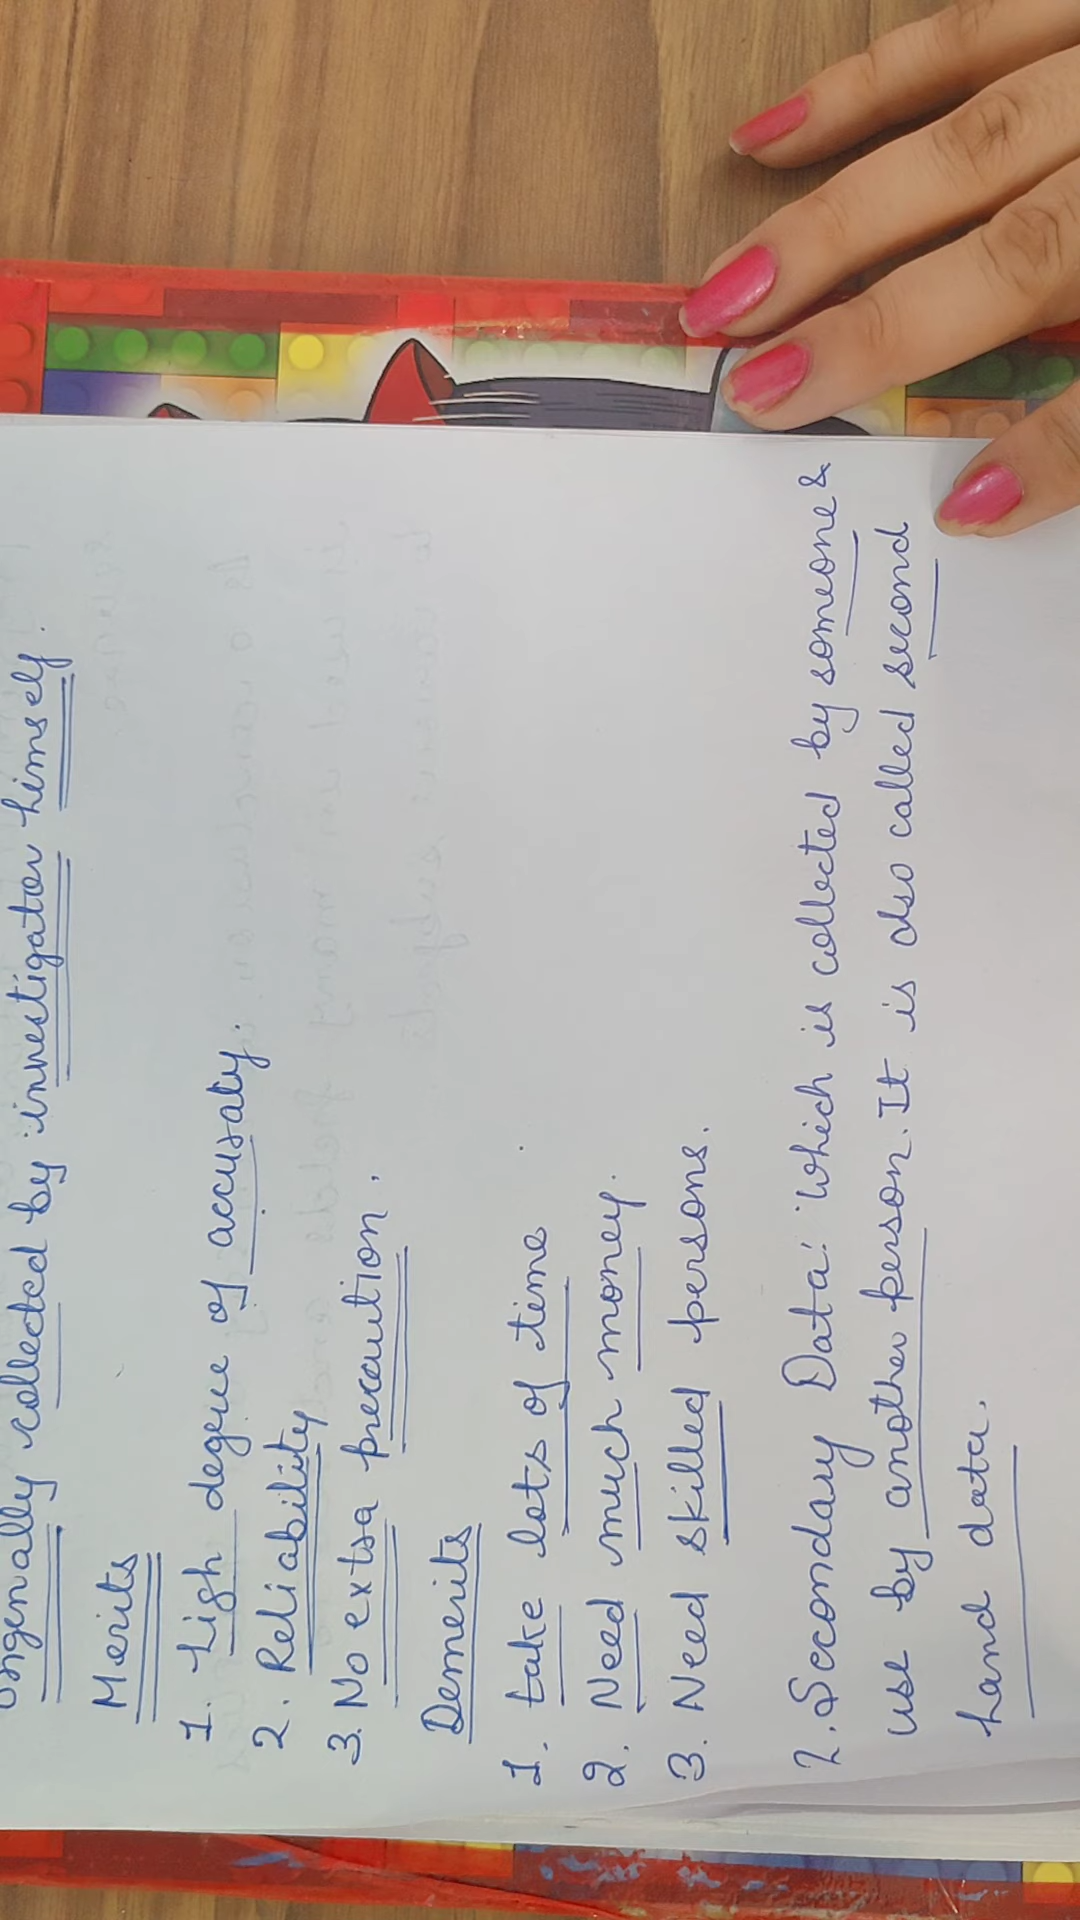 collected by investigator himself.
Merits
1. high degree of accuraty.
2. Reliability
3. No extra precaution.
Demerits
1. take lots of time
2. Need much money.
3. Need skilled persons.
2. Secondary Data: Which is collected by someone &
use by another person. It is also called second
hand data.